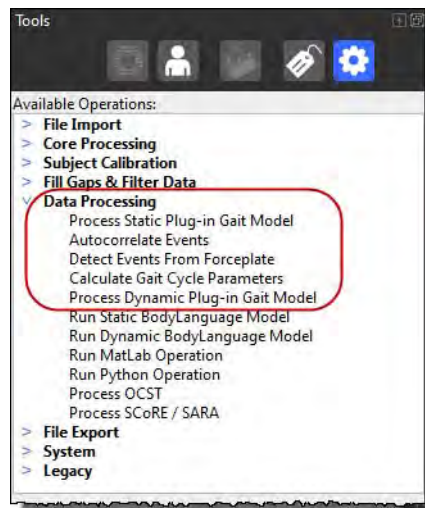 Tools
Available Operations:
> File Import
> Core Processing
> Subject Calibration
> Fill Gaps & Filter Data
Data Processing
Process Static Plug-in Gait Model
Autocorrelate Events
Detect Events From Forceplate
Calculate Gait Cycle Parameters
Process Dynamic Plug-in Gait Model
Run Static BodyLanguage Model
Run Dynamic BodyLanguage Model
Run MatLab Operation
Run Python Operation
Process OCST
Process SCoRE / SARA
> File Export
> System
> Legacy